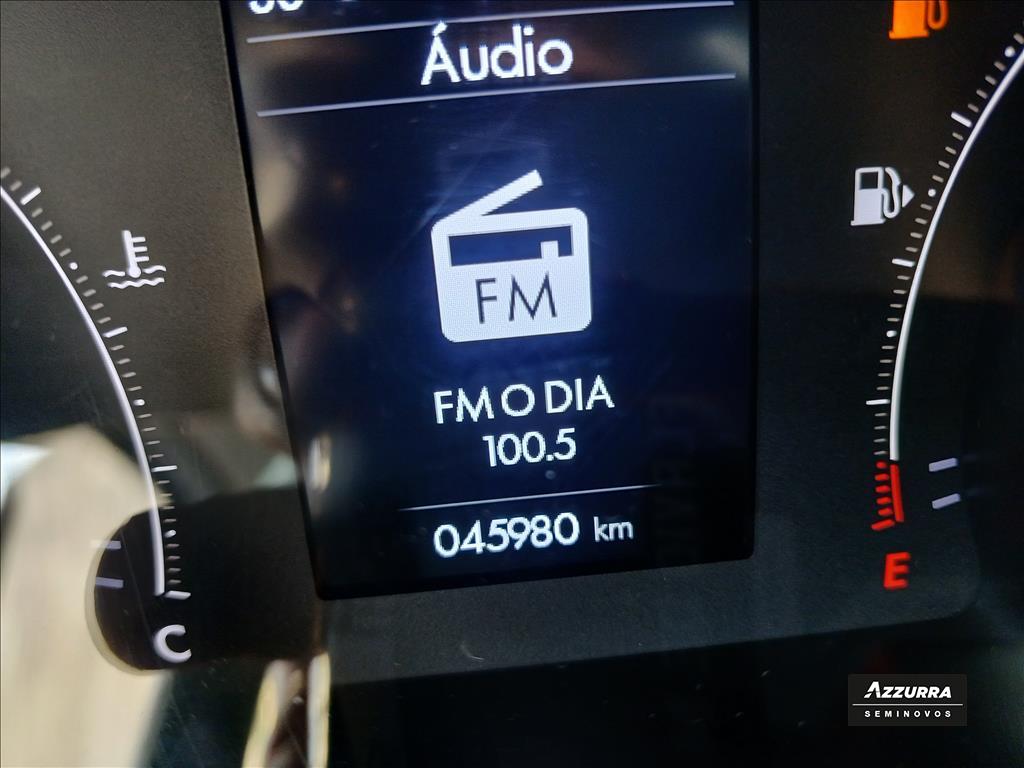 Áudio
FM
FM O DIA
100.5
045980 km
C
E
AZZURRA
SEMINOVOS